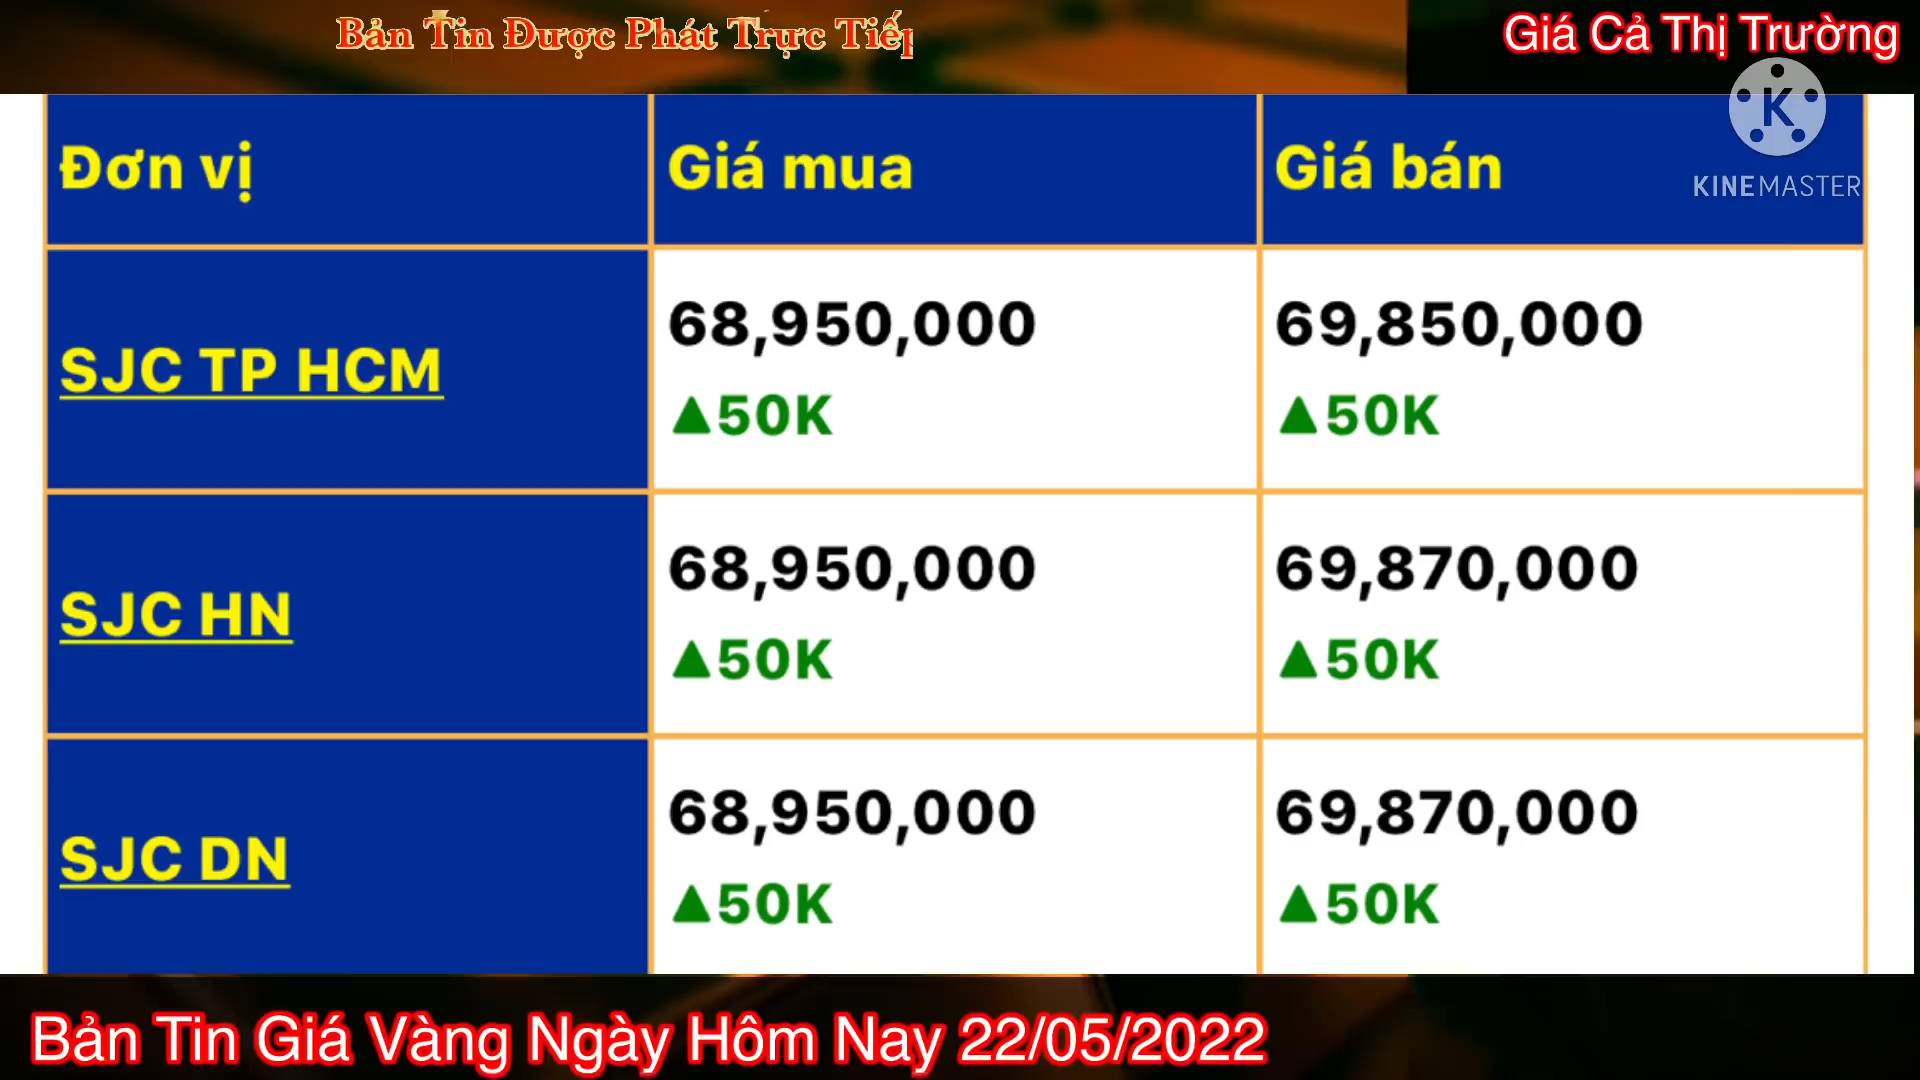 Bản Tin Được Phát Trực Tiếp
Giá Cả Thị Trường
K
KINEMASTER
Đơn vị Giá mua Giá bán
SJC TP HCM 68,950,000 69,850,000
▲50K ▲50K
SJC HN 68,950,000 69,870,000
▲50K ▲50K
SJC DN 68,950,000 69,870,000
▲50K ▲50K
Bản Tin Giá Vàng Ngày Hôm Nay 22/05/2022